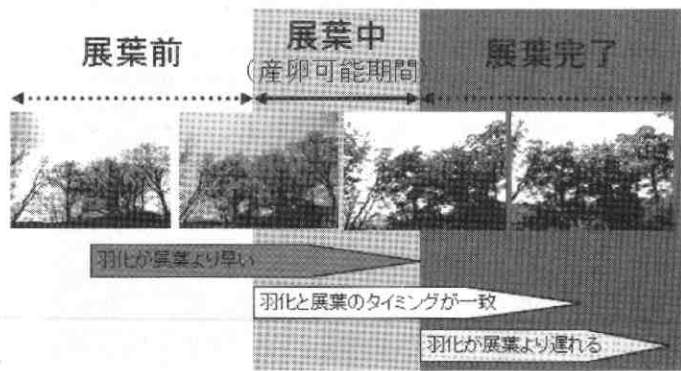 展葉前
展葉中
(産卵可能期間)
展葉完了
羽化が展葉より早い
羽化と展葉のタイミングが一致
羽化が展葉より遅れる